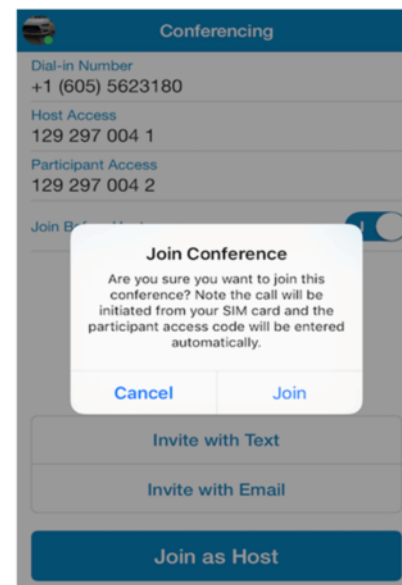 Conferencing
Dial-in Number
+1 (605) 5623180
Host Access
129 297 004 1
Participant Access
129 297 004 2
Join
Join Conference
Are you sure you want to join this
conference? Note the call will be
initiated from your SIM card and the
participant access code will be entered
automatically.
Cancel Join
Invite with Text
Invite with Email
Join as Host